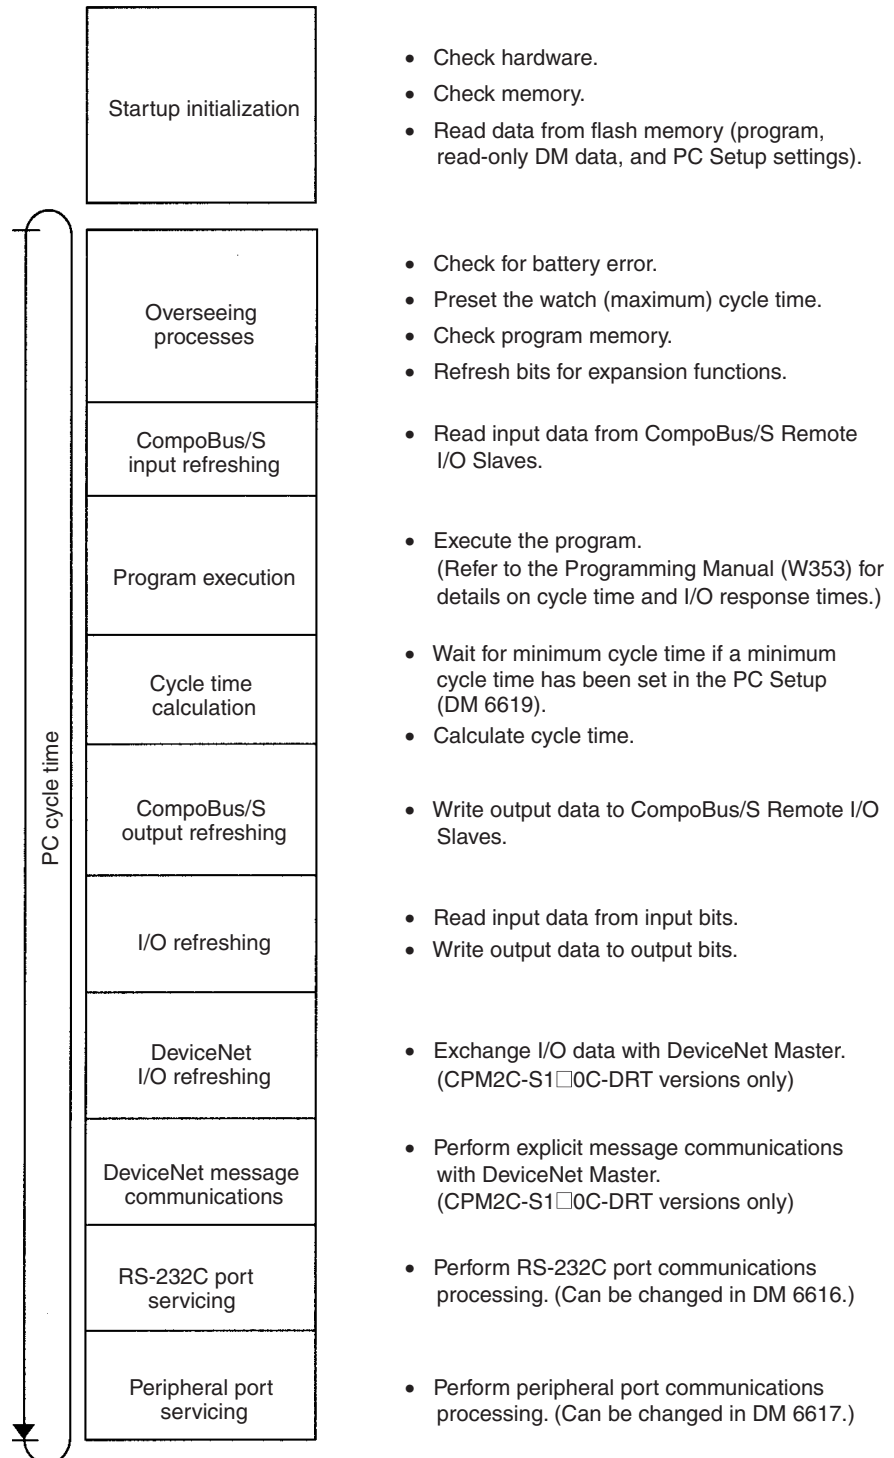 Startup initialization
• Check hardware.
• Check memory.
• Read data from flash memory (program,
read-only DM data, and PC Setup settings).
PC cycle time
Overseeing
processes
• Check for battery error.
• Preset the watch (maximum) cycle time.
• Check program memory.
• Refresh bits for expansion functions.
CompoBus/S
input refreshing
• Read input data from CompoBus/S Remote
I/O Slaves.
Program execution
• Execute the program.
(Refer to the Programming Manual (W353) for
details on cycle time and I/O response times.)
Cycle time
calculation
• Wait for minimum cycle time if a minimum
cycle time has been set in the PC Setup
(DM 6619).
• Calculate cycle time.
CompoBus/S
output refreshing
• Write output data to CompoBus/S Remote I/O
Slaves.
I/O refreshing
• Read input data from input bits.
• Write output data to output bits.
DeviceNet
I/O refreshing
• Exchange I/O data with DeviceNet Master.
(CPM2C-S1□0C-DRT versions only)
DeviceNet message
communications
• Perform explicit message communications
with DeviceNet Master.
(CPM2C-S1□0C-DRT versions only)
RS-232C port
servicing
• Perform RS-232C port communications
processing. (Can be changed in DM 6616.)
Peripheral port
servicing
• Perform peripheral port communications
processing. (Can be changed in DM 6617.)